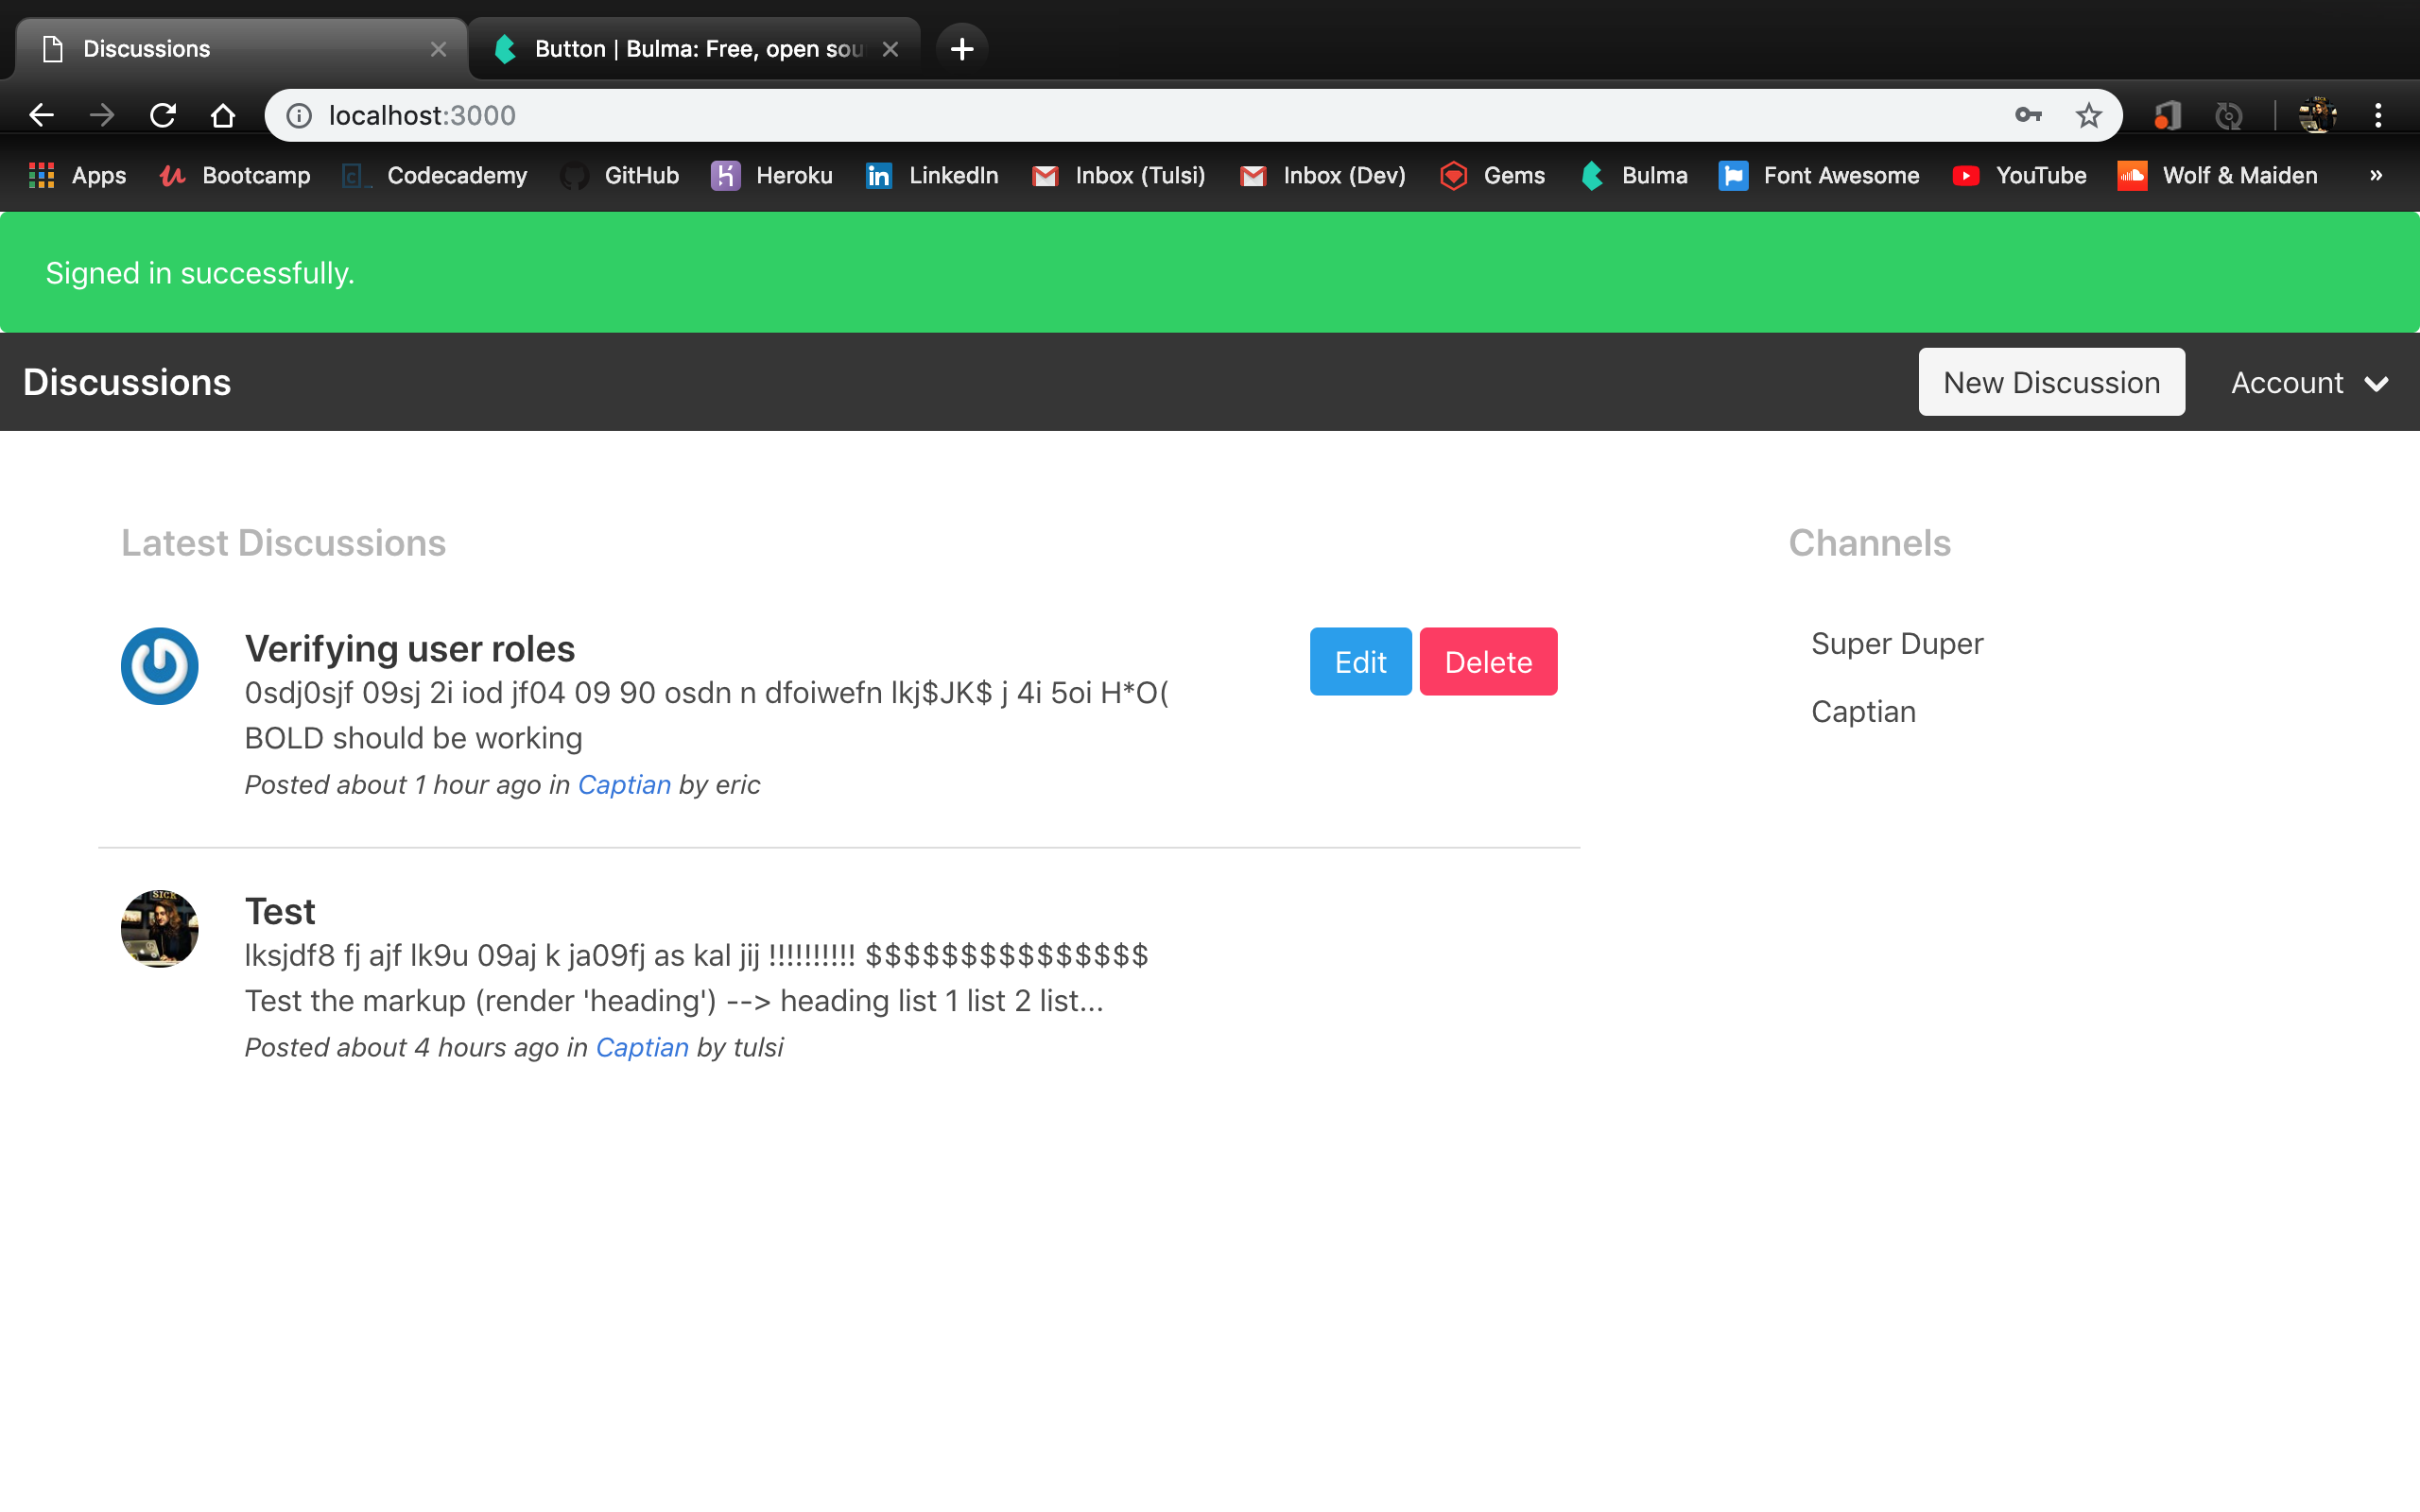 Discussions
Button | Bulma: Free, open sou
localhost:3000
Apps Bootcamp Codecademy GitHub Heroku LinkedIn Inbox (Tulsi) Inbox (Dev) Gems Bulma Font Awesome YouTube Wolf & Maiden »
Signed in successfully.
Discussions
New Discussion
Account
Latest Discussions
Verifying user roles
0sdj0sjf 09sj 2i iod jf04 09 90 osdn n dfoiwefn lkj$JK$ j 4i 5oi H*O(
BOLD should be working
Posted about 1 hour ago in Captian by eric
Edit
Delete
Test
lksjdf8 fj ajf lk9u 09aj k ja09fj as kal jij !!!!!!!!!! $$$$$$$$$$$$$$$
Test the markup (render 'heading') --> heading list 1 list 2 list...
Posted about 4 hours ago in Captian by tulsi
Channels
Super Duper
Captian